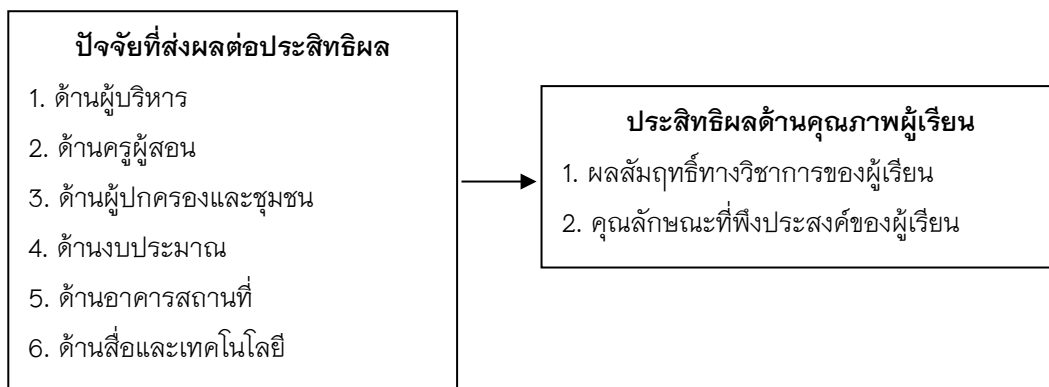 ปัจจัยที่ส่งผลต่อประสิทธิผล
1. ด้านผู้บริหาร
2. ด้านครูผู้สอน
3. ด้านผู้ปกครองและชุมชน
4. ด้านงบประมาณ
5. ด้านอาคารสถานที่
6. ด้านสื่อและเทคโนโลยี
ประสิทธิผลด้านคุณภาพผู้เรียน
1. ผลสัมฤทธิ์ทางวิชาการของผู้เรียน
2. คุณลักษณะที่พึงประสงค์ของผู้เรียน